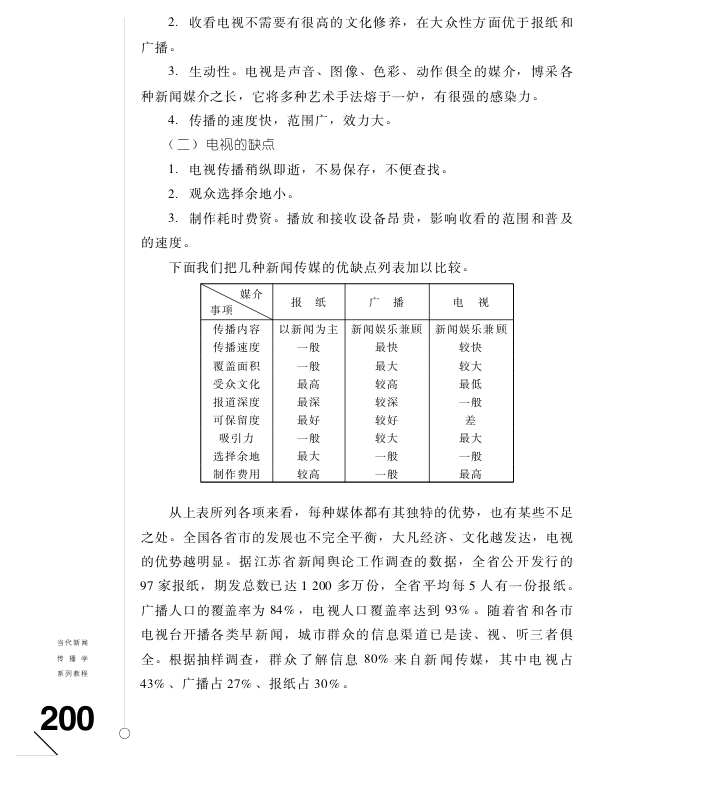 2. 收看电视不需要有很高的文化修养，在大众性方面优于报纸和
广播。
3. 生动性。电视是声音、图像、色彩、动作俱全的媒介，博采各
种新闻媒介之长，它将多种艺术手法熔于一炉，有很强的感染力。
4. 传播的速度快，范围广，效力大。
（二）电视的缺点
1. 电视传播稍纵即逝，不易保存，不便查找。
2. 观众选择余地小。
3. 制作耗时费资。播放和接收设备昂贵，影响收看的范围和普及
的速度。
下面我们把几种新闻传媒的优缺点列表加以比较。
媒介
事项 报 纸 广 播 电 视
传播内容 以新闻为主 新闻娱乐兼顾 新闻娱乐兼顾
传播速度 一般 最快 较快
覆盖面积 一般 最大 较大
受众文化 最高 较高 最低
报道深度 最深 较深 一般
可保留度 最好 较好 差
吸引力 一般 较大 最大
选择余地 最大 一般 一般
制作费用 较高 一般 最高
从上表所列各项来看，每种媒体都有其独特的优势，也有某些不足
之处。全国各省市的发展也不完全平衡，大凡经济、文化越发达，电视
的优势越明显。据江苏省新闻舆论工作调查的数据，全省公开发行的
97 家报纸，期发总数已达 1 200 多万份，全省平均每 5 人有一份报纸。
广播人口的覆盖率为 84%，电视人口覆盖率达到 93%。随着省和各市
电视台开播各类早新闻，城市群众的信息渠道已是读、视、听三者俱
全。根据抽样调查，群众了解信息 80% 来自新闻传媒，其中电视占
43%、广播占 27%、报纸占 30%。
当代新闻
传 播 学
系列教程
200